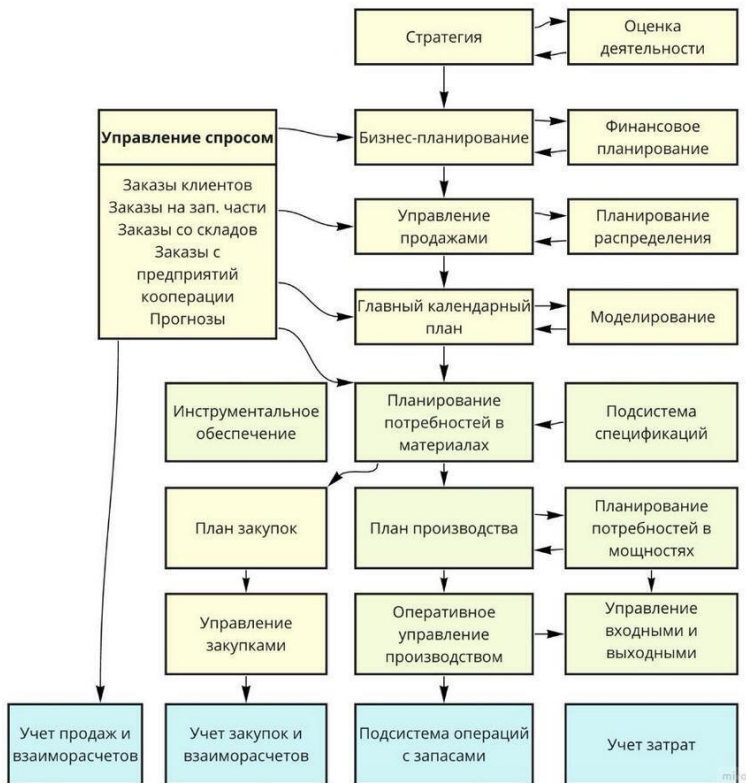 Стратегия
Оценка
деятельности
Управление спросом
Бизнес-планирование
Финансовое
планирование
Заказы клиентов
Заказы на зап. части
Заказы со складов
Заказы с
предприятий
кооперации
Прогнозы
Управление
продажами
Планирование
распределения
Главный календарный
план
Моделирование
Инструментальное
обеспечение
Планирование
потребностей в
материалах
Подсистема
спецификаций
План закупок
План производства
Планирование
потребностей в
мощностях
Управление
закупками
Оперативное
управление
производством
Управление
входными и
выходными
Учет продаж и
взаиморасчетов
Учет закупок и
взаиморасчетов
Подсистема операций
с запасами
Учет затрат
miro